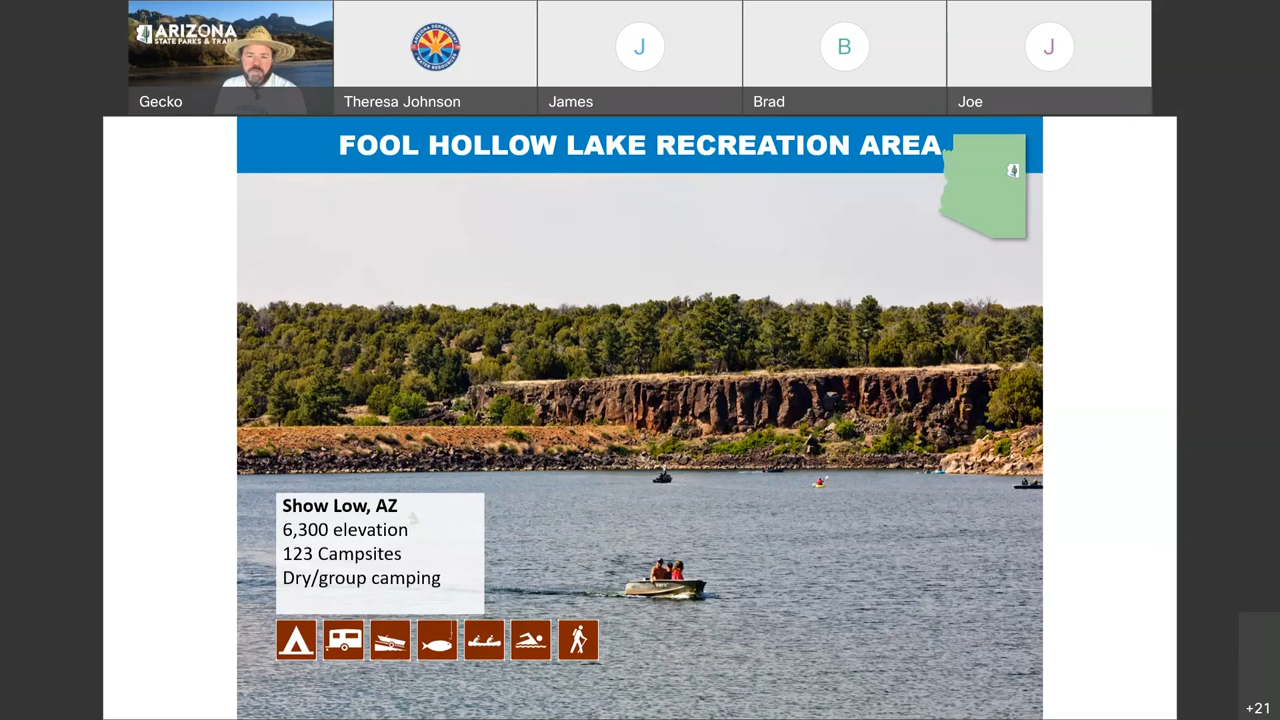 ARIZONA
STATE PARKS & TRAILS
Gecko
Theresa Johnson
J
James
B
Brad
J
Joe
FOOL HOLLOW LAKE RECREATION AREA
Show Low, AZ
6,300 elevation
123 Campsites
Dry/group camping
+21